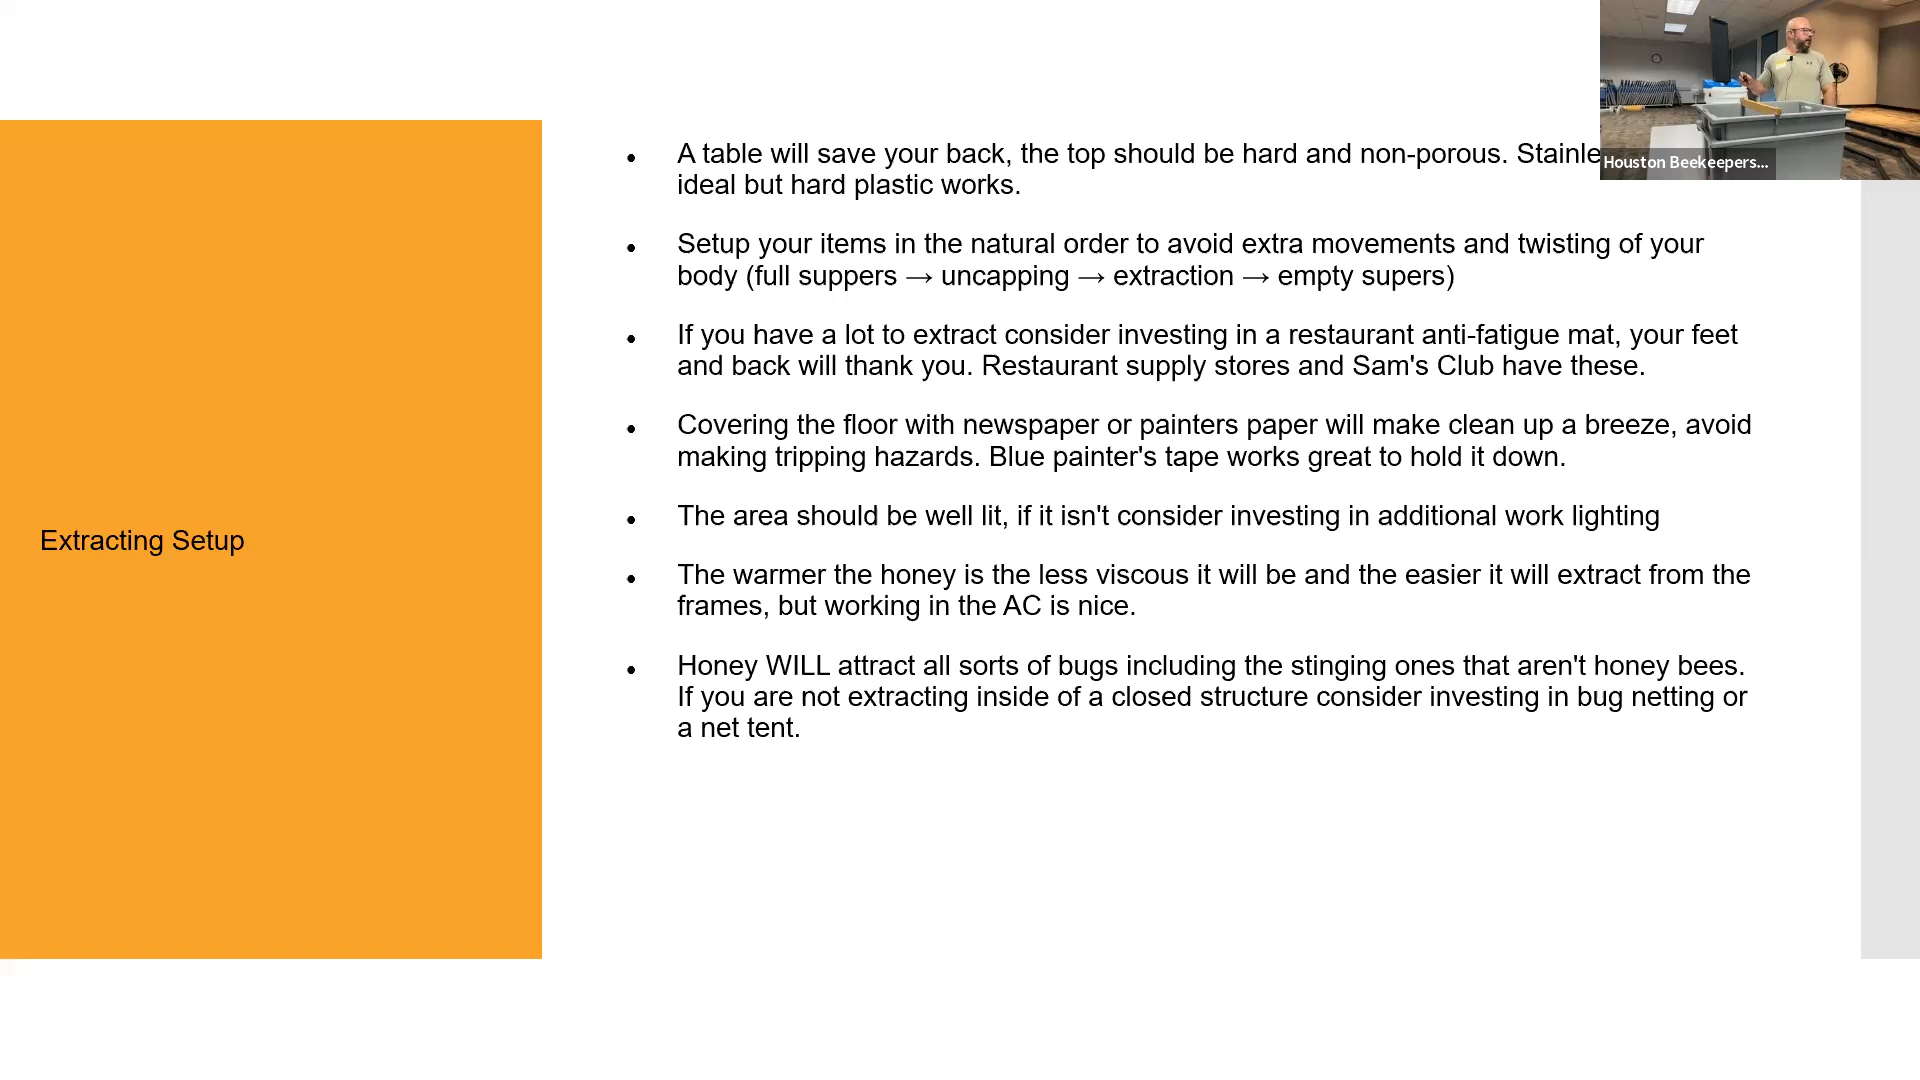 Houston Beekeepers...
Extracting Setup
A table will save your back, the top should be hard and non-porous.
ideal but hard plastic works.
Setup your items in the natural order to avoid extra movements and twisting of your
body (full suppers → uncapping → extraction → empty supers)
If you have a lot to extract consider investing in a restaurant anti-fatigue mat, your feet
and back will thank you. Restaurant supply stores and Sam's Club have these.
Covering the floor with newspaper or painters paper will make clean up a breeze, avoid
making tripping hazards. Blue painter's tape works great to hold it down.
The area should be well lit, if it isn't consider investing in additional work lighting
The warmer the honey is the less viscous it will be and the easier it will extract from the
frames, but working in the AC is nice.
Honey WILL attract all sorts of bugs including the stinging ones that aren't honey bees.
If you are not extracting inside of a closed structure consider investing in bug netting or
a net tent.